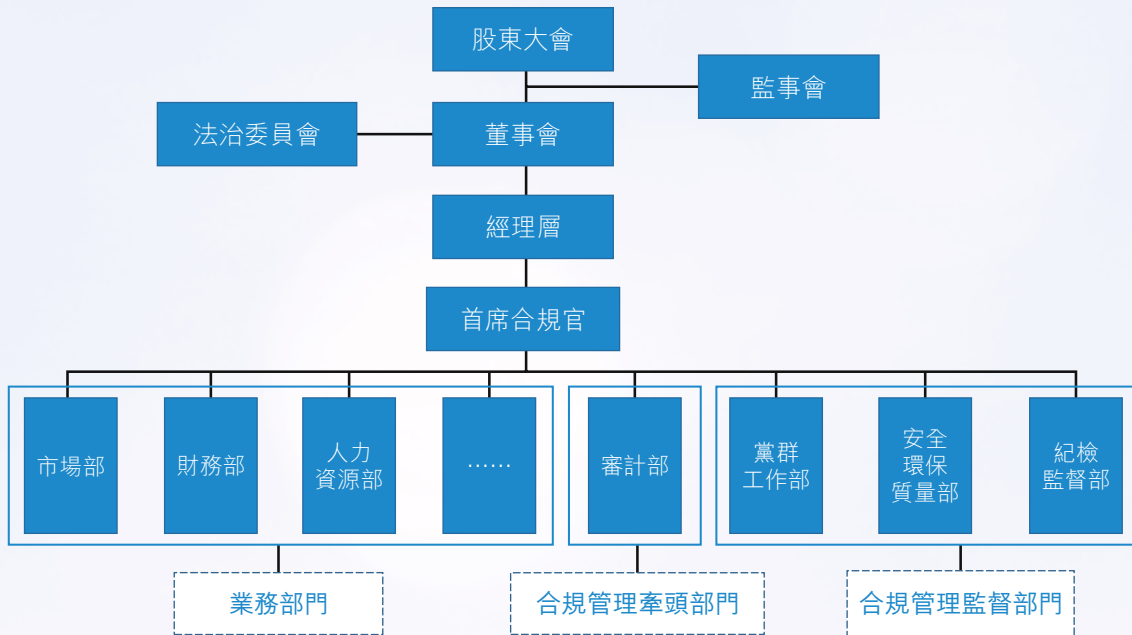 股東大會
監事會
法治委員會
董事會
經理層
首席合規官
市場部
財務部
人力
資源部
......
審計部
黨群
工作部
安全
環保
質量部
紀檢
監督部
業務部門
合規管理牽頭部門
合規管理監督部門